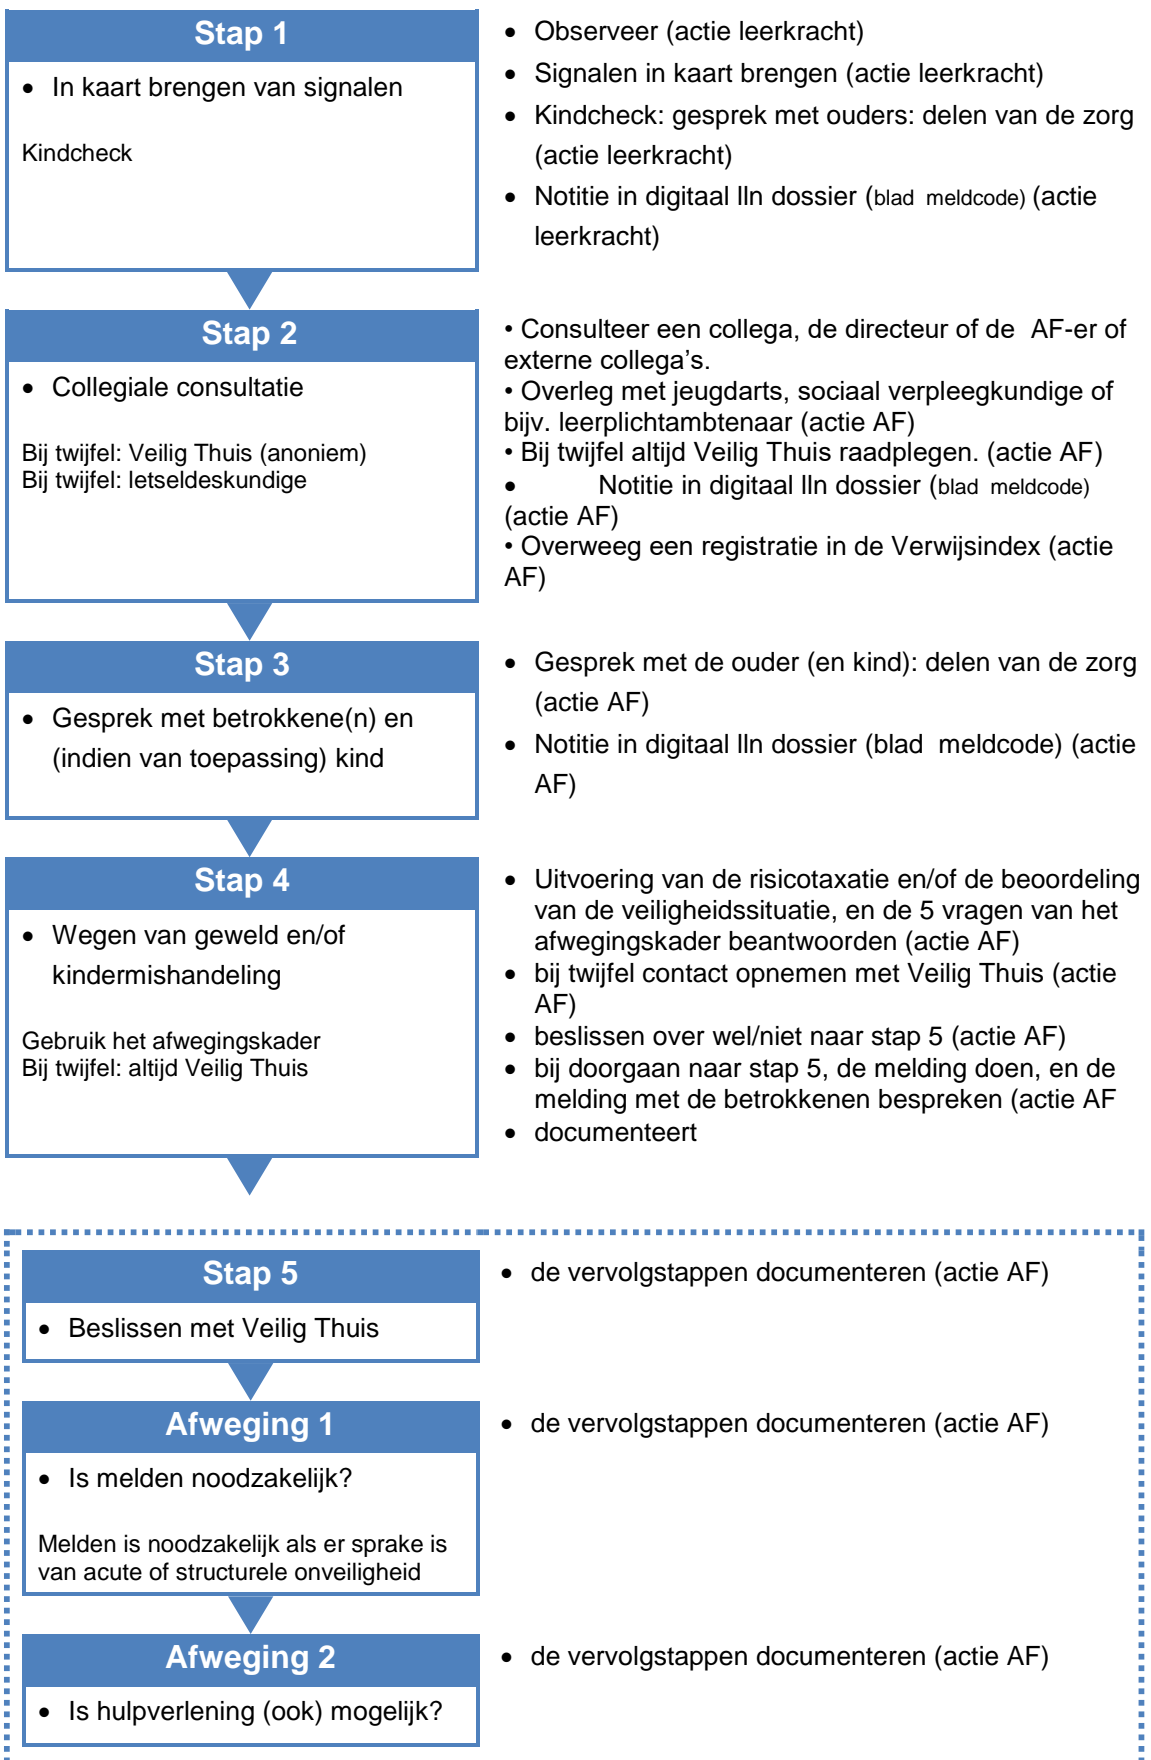 Stap 1
• In kaart brengen van signalen
Kindcheck
• Observeer (actie leerkracht)
• Signalen in kaart brengen (actie leerkracht)
• Kindcheck: gesprek met ouders: delen van de zorg
(actie leerkracht)
• Notitie in digitaal lln dossier (blad meldcode) (actie
leerkracht)
Stap 2
• Collegiale consultatie
Bij twijfel: Veilig Thuis (anoniem)
Bij twijfel: letseldeskundige
• Consulteer een collega, de directeur of de AF-er of
externe collega’s.
• Overleg met jeugdarts, sociaal verpleegkundige of
bijv. leerplichtambtenaar (actie AF)
• Bij twijfel altijd Veilig Thuis raadplegen. (actie AF)
• Notitie in digitaal lln dossier (blad meldcode)
(actie AF)
• Overweeg een registratie in de Verwijsindex (actie
AF)
Stap 3
• Gesprek met betrokkene(n) en
(indien van toepassing) kind
• Gesprek met de ouder (en kind): delen van de zorg
(actie AF)
• Notitie in digitaal lln dossier (blad meldcode) (actie
AF)
Stap 4
• Wegen van geweld en/of
kindermishandeling
Gebruik het afwegingskader
Bij twijfel: altijd Veilig Thuis
• Uitvoering van de risicotaxatie en/of de beoordeling
van de veiligheidssituatie, en de 5 vragen van het
afwegingskader beantwoorden (actie AF)
• bij twijfel contact opnemen met Veilig Thuis (actie
AF)
• beslissen over wel/niet naar stap 5 (actie AF)
• bij doorgaan naar stap 5, de melding doen, en de
melding met de betrokkenen bespreken (actie AF
• documenteert
Stap 5
• Beslissen met Veilig Thuis
• de vervolgstappen documenteren (actie AF)
Afweging 1
• Is melden noodzakelijk?
Melden is noodzakelijk als er sprake is
van acute of structurele onveiligheid
• de vervolgstappen documenteren (actie AF)
Afweging 2
• Is hulpverlening (ook) mogelijk?
• de vervolgstappen documenteren (actie AF)